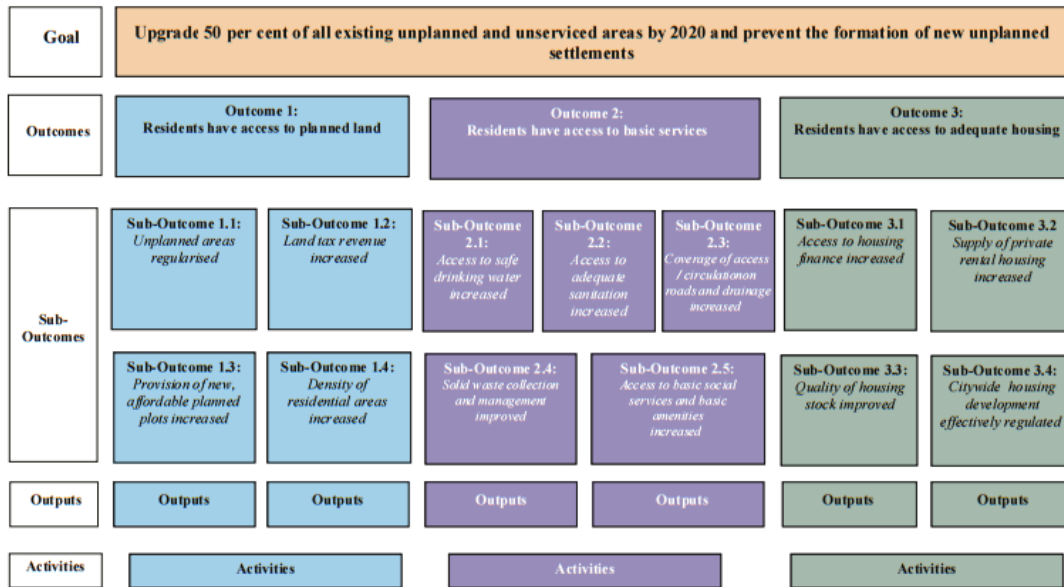 Goal
Upgrade 50 per cent of all existing unplanned and unserviced areas by 2020 and prevent the formation of new unplanned
settlements
Outcomes
Outcome 1:
Residents have access to planned land
Outcome 2:
Residents have access to basic services
Outcome 3:
Residents have access to adequate housing
Sub-
Outcomes
Sub-Outcome 1.1:
Unplanned areas
regularised
Sub-Outcome 1.2:
Land tax revenue
increased
Sub-Outcome
2.1:
Access to safe
drinking water
increased
Sub-Outcome
2.2:
Access to
adequate
sanitation
increased
Sub-Outcome
2.3:
Coverage of access
/ circulationon
roads and drainage
increased
Sub-Outcome 3.1
Access to housing
finance increased
Sub-Outcome 3.2
Supply of private
rental housing
increased
Sub-Outcome 1.3:
Provision of new,
affordable planned
plots increased
Sub-Outcome 1.4:
Density of
residential areas
increased
Sub-Outcome 2.4:
Solid waste collection
and management
improved
Sub-Outcome 2.5:
Access to basic social
services and basic
amenities
increased
Sub-Outcome 3.3:
Quality of housing
stock improved
Sub-Outcome 3.4:
Citywide housing
development
effectively regulated
Outputs
Outputs
Outputs
Outputs
Outputs
Outputs
Outputs
Activities
Activities
Activities
Activities